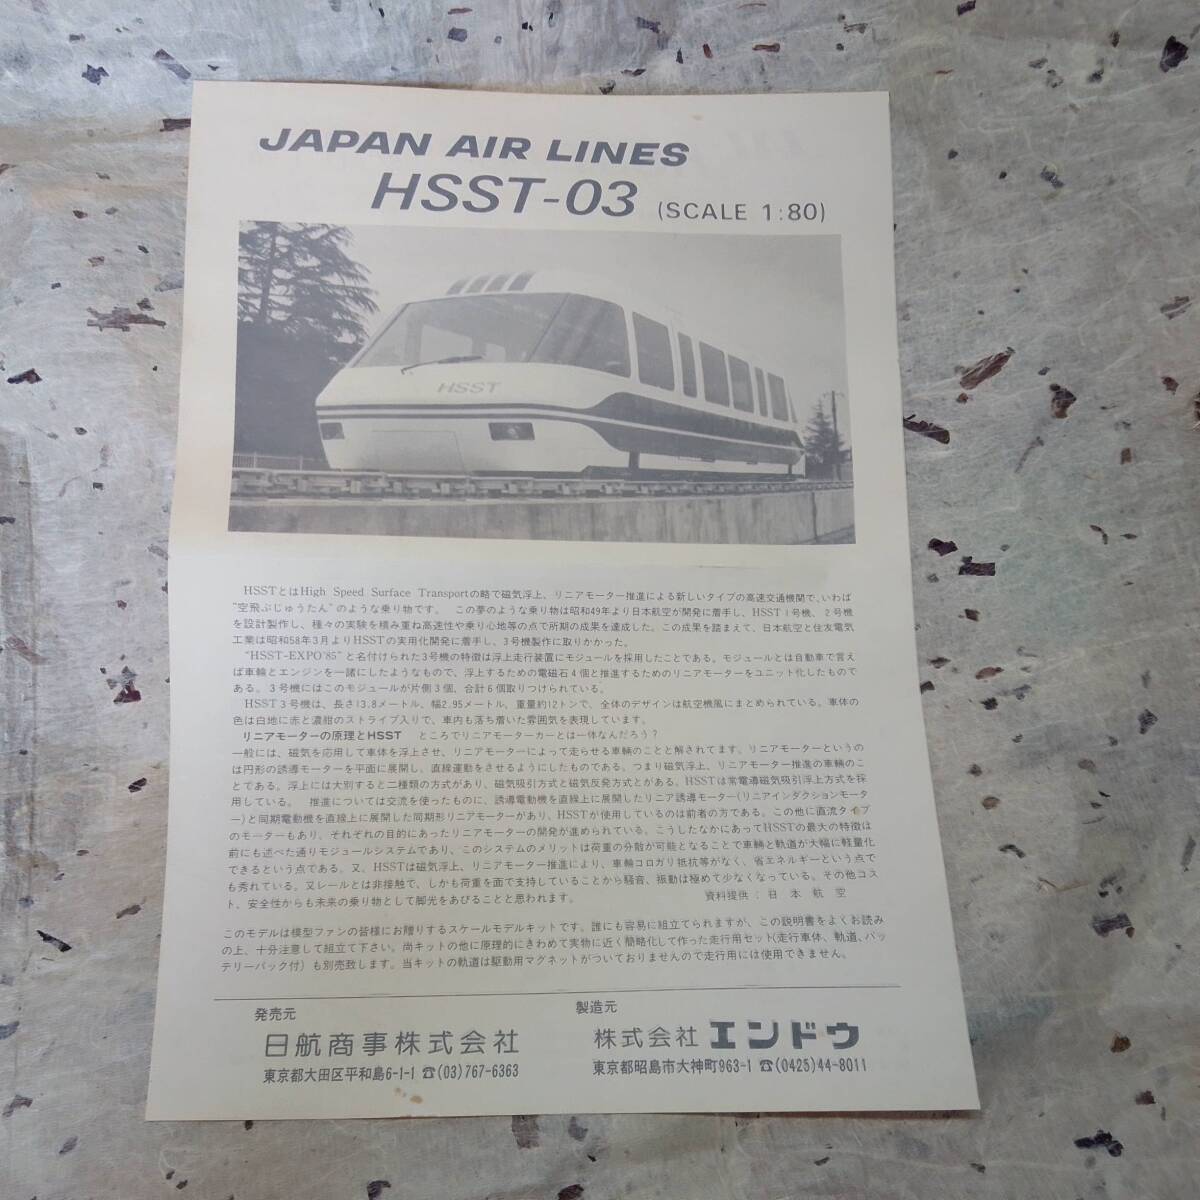 JAPAN AIR LINES
HSST-03 (SCALE 1:80)
HSST
HSSTとはHigh Speed Surface Transportの略で磁気浮上、リニアモーター推進による新しいタイプの高速交通機関で、いわば
"空飛ぶじゅうたん"のような乗り物です。 この夢のような乗り物は昭和49年より日本航空が開発に着手し、HSST1号機、2号機
を設計製作し、種々の実験を積み重ね高速性や乗り心地等の点で所期の成果を達成した。この成果を踏まえて、日本航空と住友電気
工業は昭和58年3月よりHSSTの実用化開発に着手し、3号機製作に取りかかった。
"HSST-EXPO'85"と名付けられた3号機の特徴は浮上走行装置にモジュールを採用したことである。モジュールとは自動車で言え
ば車輪とエンジンを一諸にしたようなもので、浮上するための電磁石4個と推進するためのリニアモーターをユニット化したもので
ある。3号機にはこのモジュールが片側3個、合計6個取りつけられている。
HSST3号機は、長さ13.8メートル、幅2.95メートル、重量約12トンで、全体のデザインは航空機風にまとめられている。車体の
色は白地に赤と濃紺のストライプ入りで、車内も落ち着いた雰囲気を表現しています。
リニアモーターの原理とHSST ところでリニアモーターカーとは一体なんだろう?
一般には、磁気を応用して車体を浮上させ、リニアモーターによって走らせる車輌のことと解されてます。リニアモーターというの
は円形の誘導モーターを平面に展開し、直線運動をさせるようにしたものである。つまり磁気浮上、リニアモーター推進の車輌のこ
とである。浮上には大別すると二種類の方式があり、磁気吸引方式と磁気反発方式とがある。HSSTは常電導磁気吸引浮上方式を採
用している。 推進については交流を使ったものに、誘導電動機を直線上に展開したリニア誘導モーター(リニアインダクションモータ
ー)と同期電動機を直線上に展開した同期形リニアモーターがあり、HSSTが使用しているのは前者の方である。この他に直流タイプ
のモーターもあり、それぞれの目的にあったリニアモーターの開発が進められている。こうしたなかにあってHSSTの最大の特徴は
前にも述べた通りモジュールシステムであり、このシステムのメリットは荷重の分散が可能となることで車輌と軌道が大幅に軽量化
できるという点である。又、HSSTは磁気浮上、リニアモーター推進により、車輪コロガリ抵抗等がなく、省エネルギーという点で
も秀れている。又レールとは非接触で、しかも荷重を面で支持していることから騒音、振動は極めて少なくなっている。その他コス
ト、安全性からも未来の乗り物として脚光をあびることと思われます。 資料提供:日本航空
このモデルは模型ファンの皆様にお贈りするスケールモデルキットです。誰にも容易に組立てられますが、この説明書をよくお読み
の上、十分注意して組立て下さい。尚キットの他に原理的にきわめて実物に近く簡略化して作った走行用セット(走行車体、軌道、バッ
テリーパック付)も別売致します。当キットの軌道は駆動用マグネットがついておりませんので走行用には使用できません。
発売元
日航商事株式会社
東京都大田区平和島6-1-1 ☎(03)767-6363
製造元
株式会社 エンドウ
東京都昭島市大神町963-1 ☎(0425)44-8011